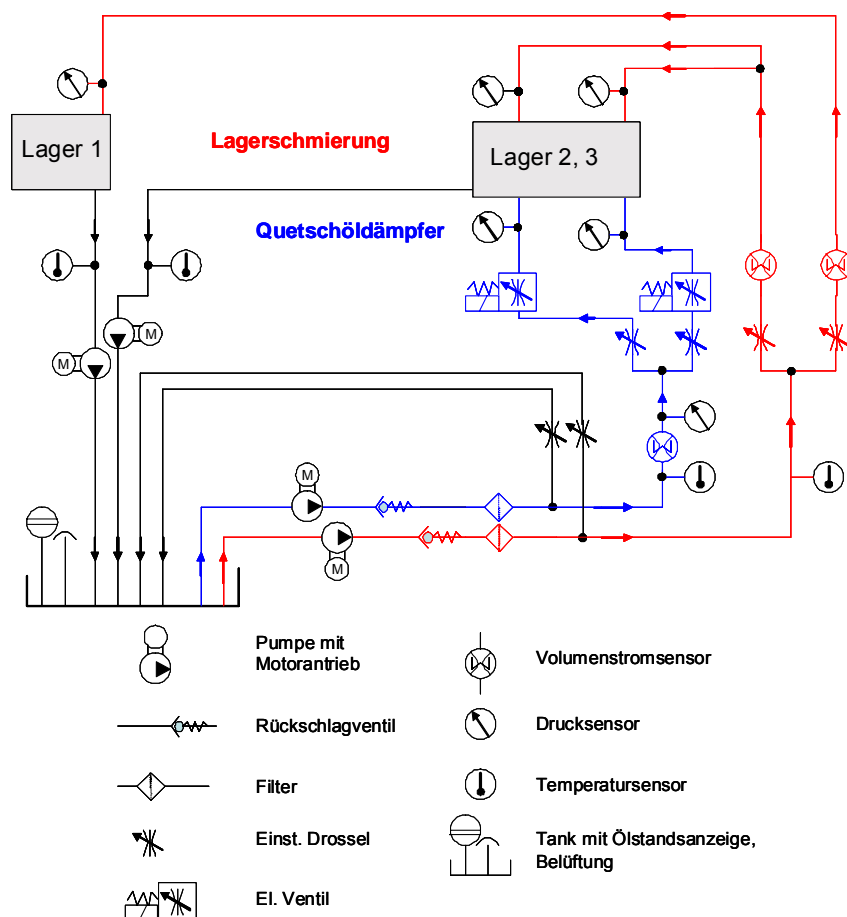 Lager 1
Lagerschmierung
Lager 2, 3
Quetschöldämpfer
M
M
M
M
Pumpe mit
Motorantrieb
Volumenstromsensor
Rückschlagventil
Drucksensor
Filter
Temperatursensor
Einst. Drossel
Tank mit Ölstandsanzeige,
Belüftung
El. Ventil